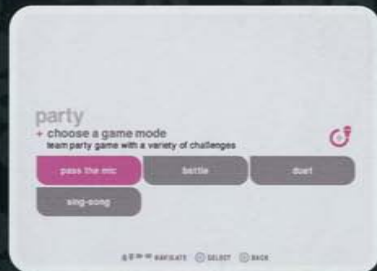 party
+ choose a game mode
team party game with a variety of challenges
pass the mic battle duet
sing-song
NAVIGATE SELECT BACK